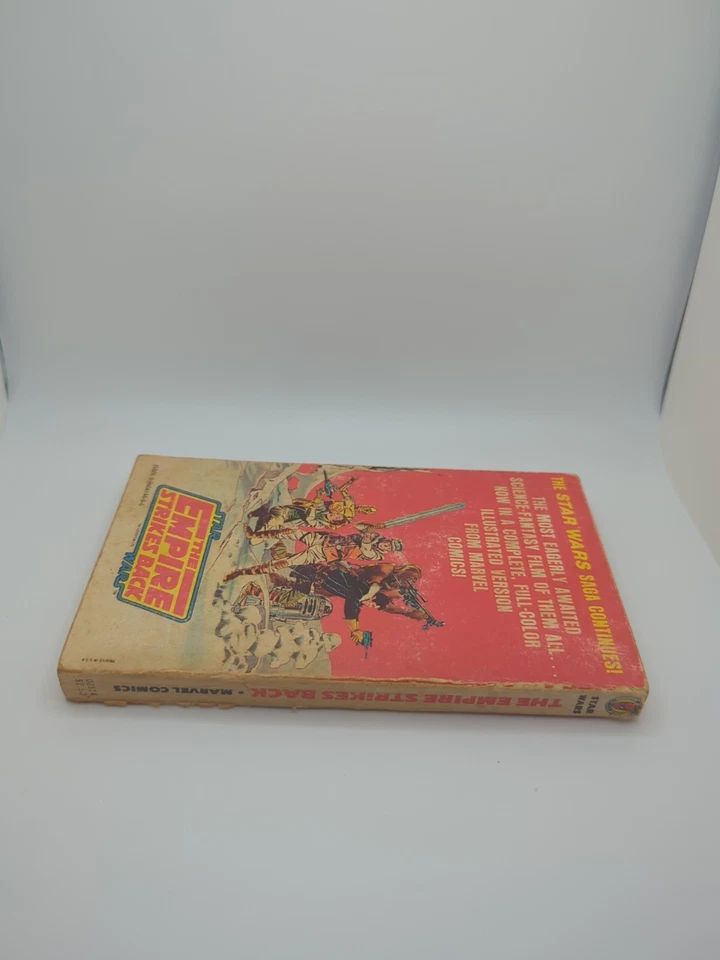 THE STAR WARS SAGA CONTINUES!
THE MOST EAGERLY AWAITED
SCIENCE-FANTASY FILM OF THEM ALL...
NOW IN A COMPLETE, FULL-COLOR
ILLUSTRATED VERSION
FROM MARVEL
COMICS!
STAR WARS
THE
EMPIRE
STRIKES BACK
STAR
WARS
THE EMPIRE STRIKES BACK • MARVEL COMICS